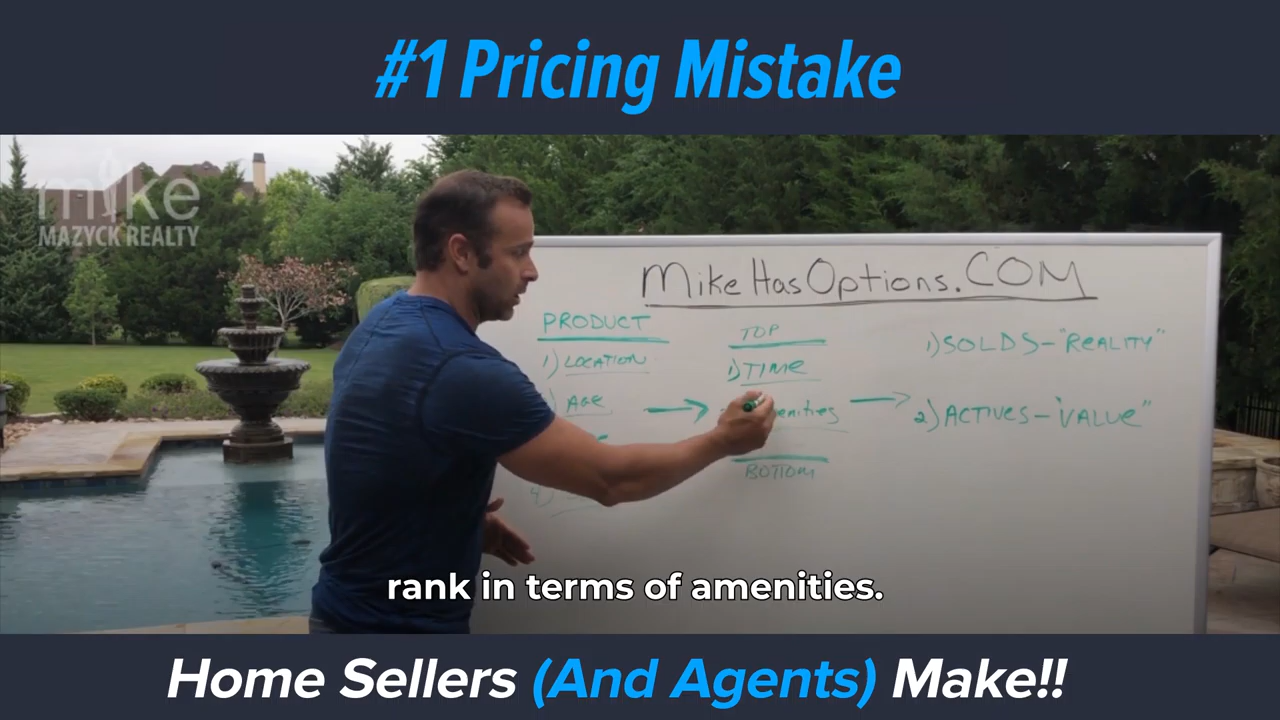 #1 Pricing Mistake
mike
MAZYCK REALTY
MikeHasOptions.COM
PRODUCT
1) LOCATION
AGE
TOP
1) TIME
enities
BOTTOM
1) SOLDS - "REALITY"
2) ACTIVES - "VALUE"
rank in terms of amenities.
Home Sellers (And Agents) Make!!